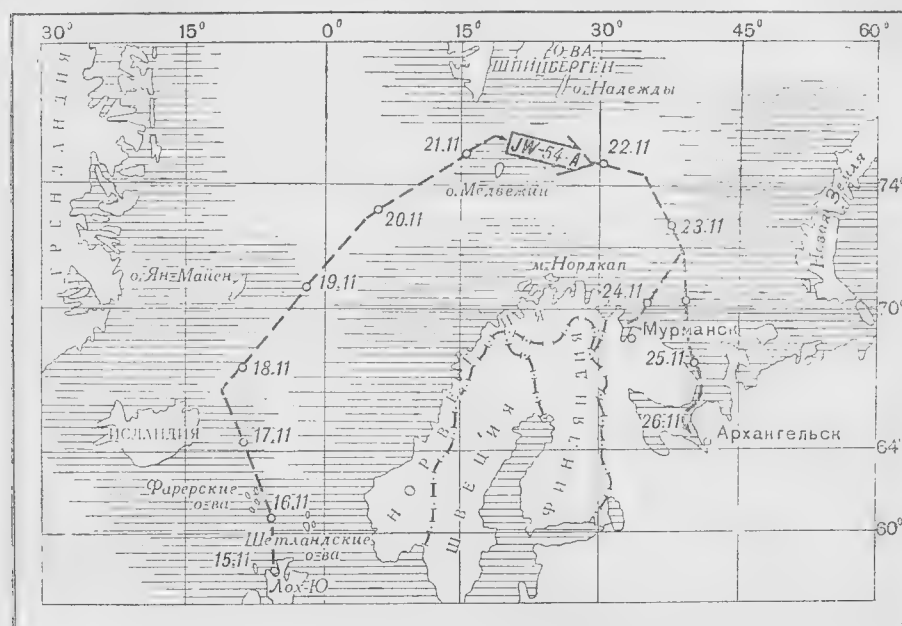 30° 15° 0° 15° 30° 45° 60°
ГРЕНЛАНДИЯ
О-ВА
ШПИЦБЕРГЕН
о. Надежды
21.11
JW-54-А
22.11
о. Медвежий
74°
Новая Земля
20.11
23.11
о. Ян-Майен
19.11
м. Нордкап
24.11
70°
Мурманск
18.11
25.11
ИСЛАНДИЯ
17.11
26.11
Архангельск
64°
НОРВЕГИЯ
ШВЕЦИЯ
ФИНЛЯНДИЯ
Фарерские
о-ва
16.11
Шетландские
о-ва
60°
15.11
Лох-Ю